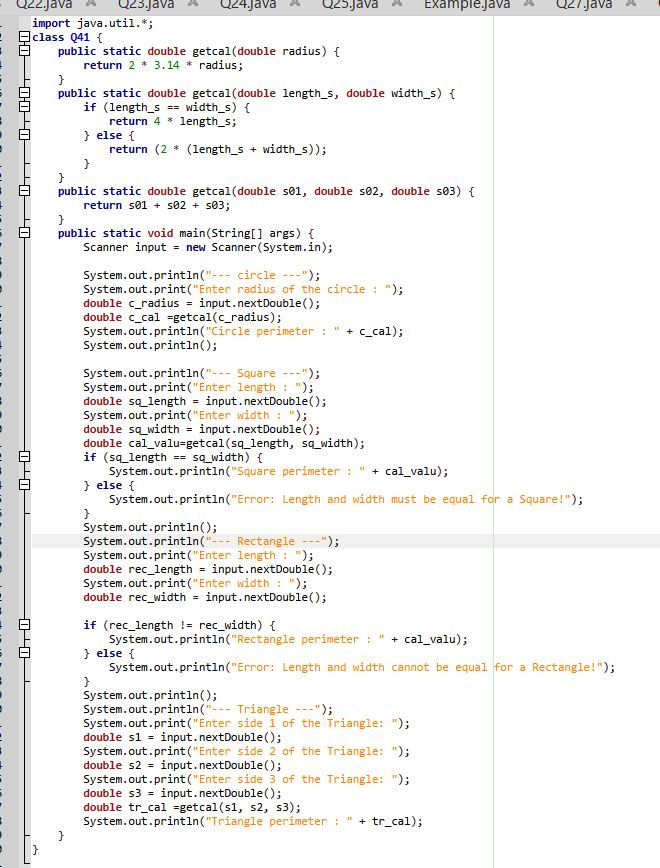 Q22.java Q23.java Q24.java Q25.java Example.java Q27.java
import java.util.*;
class Q41 {
    public static double getcal(double radius) {
        return 2 * 3.14 * radius;
    }
    public static double getcal(double length_s, double width_s) {
        if (length_s == width_s) {
            return 4 * length_s;
        } else {
            return (2 * (length_s + width_s));
        }
    }
    public static double getcal(double s01, double s02, double s03) {
        return s01 + s02 + s03;
    }
    public static void main(String[] args) {
        Scanner input = new Scanner(System.in);

        System.out.println("--- circle ---");
        System.out.print("Enter radius of the circle : ");
        double c_radius = input.nextDouble();
        double c_cal =getcal(c_radius);
        System.out.println("Circle perimeter : " + c_cal);
        System.out.println();

        System.out.println("--- Square ---");
        System.out.print("Enter length : ");
        double sq_length = input.nextDouble();
        System.out.print("Enter width : ");
        double sq_width = input.nextDouble();
        double cal_valu=getcal(sq_length, sq_width);
        if (sq_length == sq_width) {
            System.out.println("Square perimeter : " + cal_valu);
        } else {
            System.out.println("Error: Length and width must be equal for a Square!");
        }
        System.out.println();
        System.out.println("--- Rectangle ---");
        System.out.print("Enter length : ");
        double rec_length = input.nextDouble();
        System.out.print("Enter width : ");
        double rec_width = input.nextDouble();

        if (rec_length != rec_width) {
            System.out.println("Rectangle perimeter : " + cal_valu);
        } else {
            System.out.println("Error: Length and width cannot be equal for a Rectangle!");
        }
        System.out.println();
        System.out.println("--- Triangle ---");
        System.out.print("Enter side 1 of the Triangle: ");
        double s1 = input.nextDouble();
        System.out.print("Enter side 2 of the Triangle: ");
        double s2 = input.nextDouble();
        System.out.print("Enter side 3 of the Triangle: ");
        double s3 = input.nextDouble();
        double tr_cal =getcal(s1, s2, s3);
        System.out.println("Triangle perimeter : " + tr_cal);
    }
}